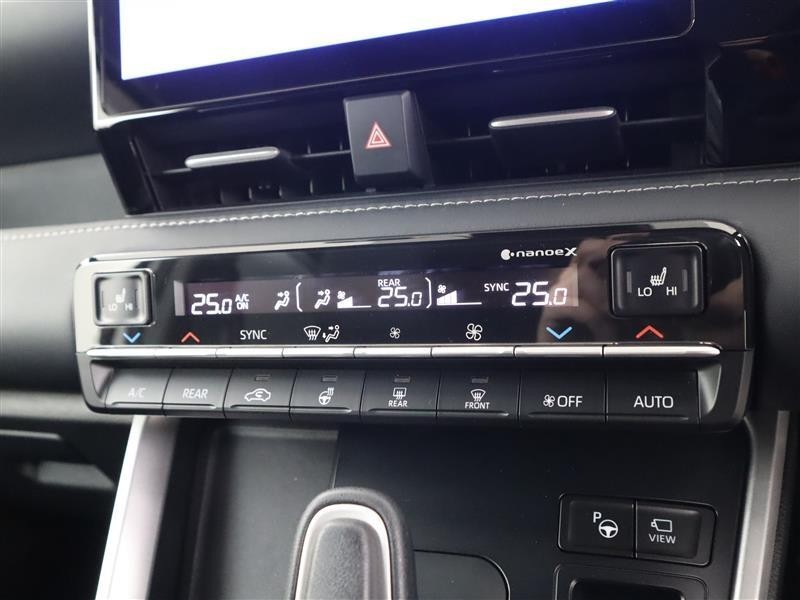 nanoeX
LO HI
25.0 A/C ON REAR 25.0 SYNC 25.0
LO HI
SYNC
A/C REAR REAR FRONT OFF AUTO
P VIEW